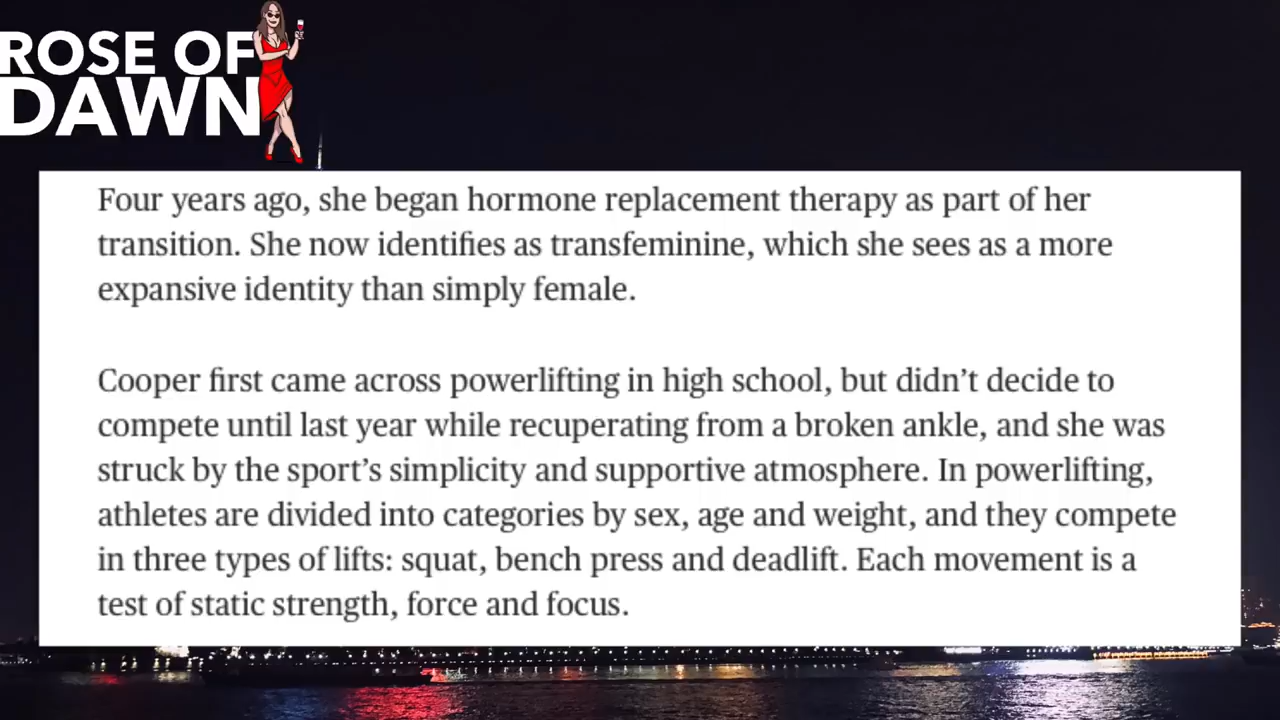 ROSE OF
DAWN
Four years ago, she began hormone replacement therapy as part of her
transition. She now identifies as transfeminine, which she sees as a more
expansive identity than simply female.
Cooper first came across powerlifting in high school, but didn’t decide to
compete until last year while recuperating from a broken ankle, and she was
struck by the sport’s simplicity and supportive atmosphere. In powerlifting,
athletes are divided into categories by sex, age and weight, and they compete
in three types of lifts: squat, bench press and deadlift. Each movement is a
test of static strength, force and focus.